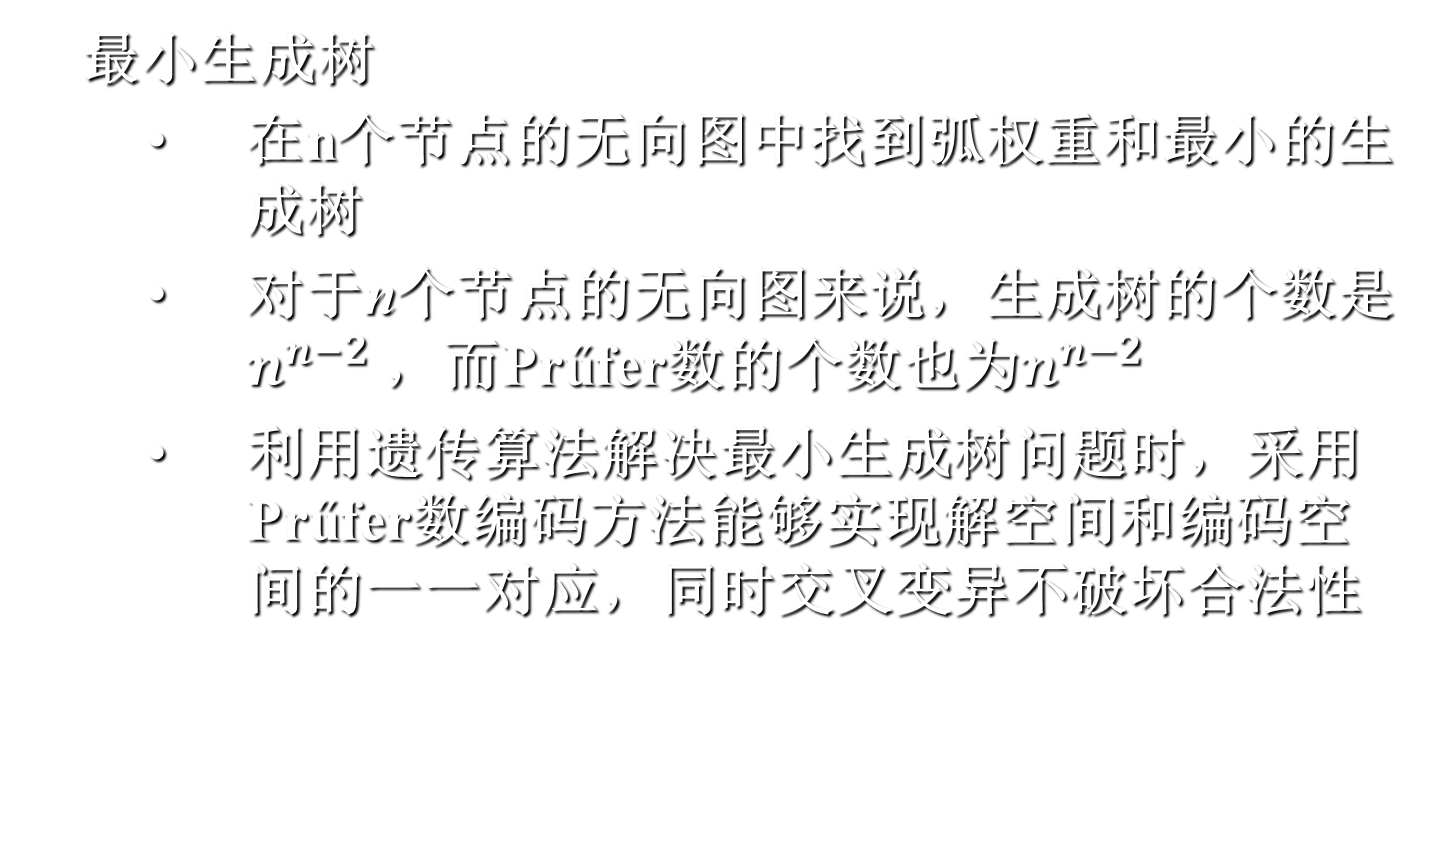 最小生成树
• 在n个节点的无向图中找到弧权重和最小的生
成树
• 对于n个节点的无向图来说，生成树的个数是
n^{n−2}，而Prűfer数的个数也为n^{n−2}
• 利用遗传算法解决最小生成树问题时，采用
Prűfer数编码方法能够实现解空间和编码空
间的一一对应，同时交叉变异不破坏合法性